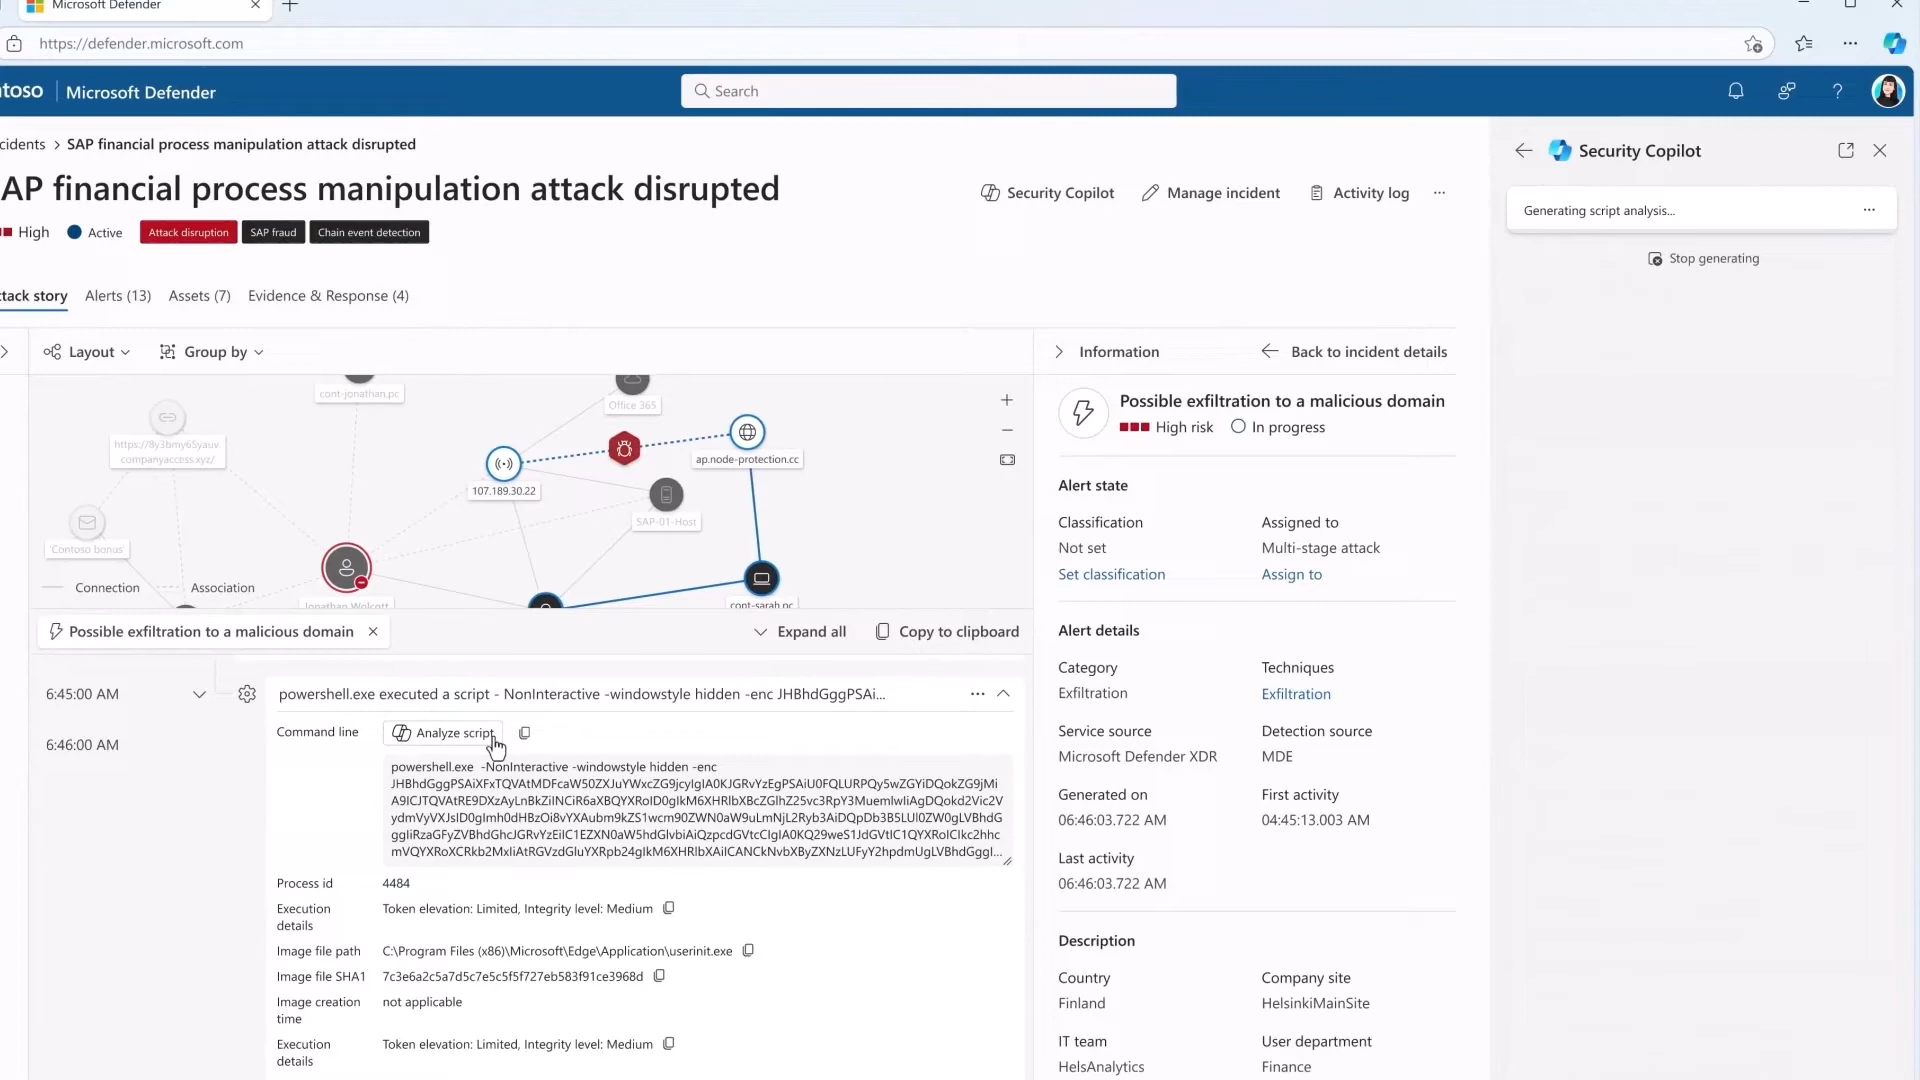 Microsoft Defender
https://defender.microsoft.com
ntoso
Microsoft Defender
Search
cidents > SAP financial process manipulation attack disrupted
AP financial process manipulation attack disrupted
Security Copilot
Manage incident
Activity log
High
Active
Attack disruption
SAP fraud
Chain event detection
ttack story
Alerts (13)
Assets (7)
Evidence & Response (4)
Layout
Group by
cont-jonathan.pc
Office 365
https://8y3bmy65yauv.
companyaccess.xyz/
ap.node-protection.cc
107.189.30.22
SAP-01-Host
'Contoso bonus'
Connection
Association
Jonathan Wolcott
cont-sarah.pc
Possible exfiltration to a malicious domain
Expand all
Copy to clipboard
6:45:00 AM
powershell.exe executed a script - NonInteractive -windowstyle hidden -enc JHBhdGggPSAi...
6:46:00 AM
Command line
Analyze script
powershell.exe  -NonInteractive -windowstyle hidden -enc
Process id
4484
Execution
details
Token elevation: Limited, Integrity level: Medium
Image file path
C:\Program Files (x86)\Microsoft\Edge\Application\userinit.exe
Image file SHA1
7c3e6a2c5a7d5c7e5c5f5f727eb583f91ce3968d
Image creation
time
not applicable
Execution
details
Token elevation: Limited, Integrity level: Medium
Information
Back to incident details
Possible exfiltration to a malicious domain
High risk
In progress
Alert state
Classification
Assigned to
Not set
Multi-stage attack
Set classification
Assign to
Alert details
Category
Techniques
Exfiltration
Exfiltration
Service source
Detection source
Microsoft Defender XDR
MDE
Generated on
First activity
06:46:03.722 AM
04:45:13.003 AM
Last activity
06:46:03.722 AM
Description
Country
Company site
Finland
HelsinkiMainSite
IT team
User department
HelsAnalytics
Finance
Security Copilot
Generating script analysis...
Stop generating